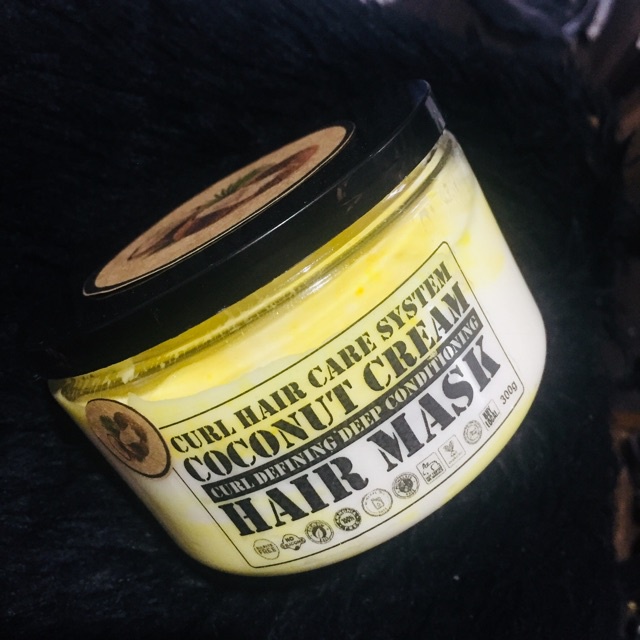 CURL HAIR CARE SYSTEM
COCONUT CREAM
CURL DEFINING DEEP CONDITIONING
HAIR MASK
300g